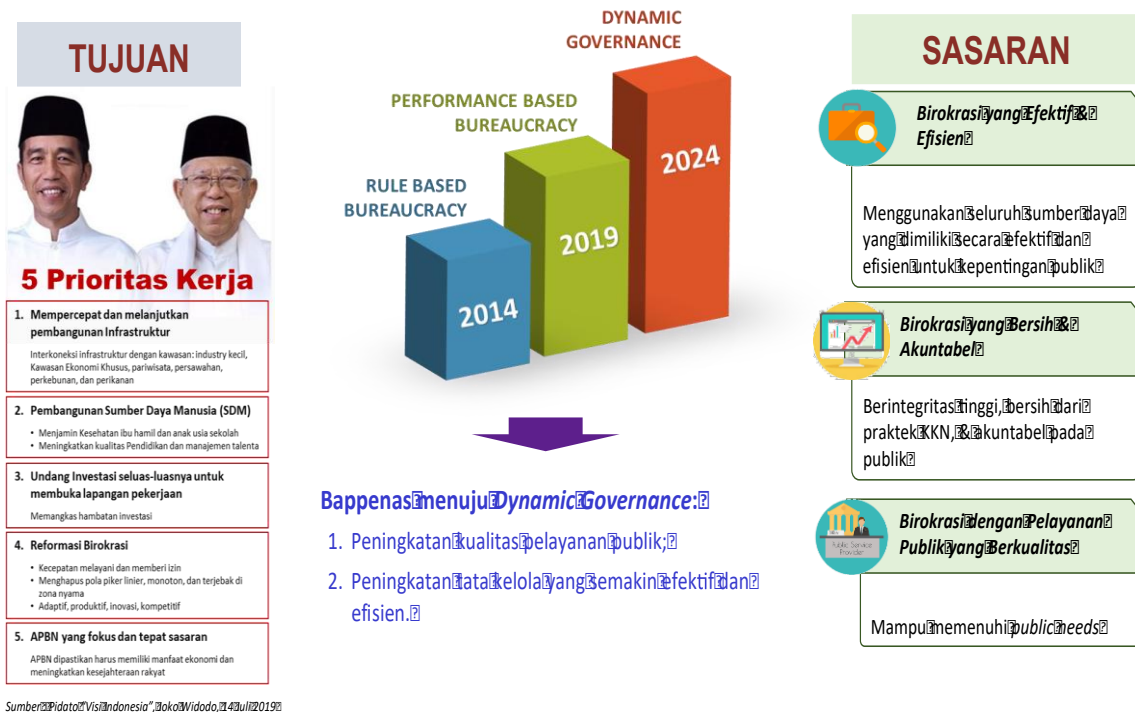 TUJUAN
5 Prioritas Kerja
1. Mempercepat dan melanjutkan
pembangunan Infrastruktur
Interkoneksi infrastruktur dengan kawasan: industry kecil,
Kawasan Ekonomi Khusus, pariwisata, persawahan,
perkebunan, dan perikanan
2. Pembangunan Sumber Daya Manusia (SDM)
• Menjamin Kesehatan ibu hamil dan anak usia sekolah
• Meningkatkan kualitas Pendidikan dan manajemen talenta
3. Undang Investasi seluas-luasnya untuk
membuka lapangan pekerjaan
Memangkas hambatan investasi
4. Reformasi Birokrasi
• Kecepatan melayani dan memberi izin
• Menghapus pola piker linier, monoton, dan terjebak di
zona nyama
• Adaptif, produktif, inovasi, kompetitif
5. APBN yang fokus dan tepat sasaran
APBN dipastikan harus memiliki manfaat ekonomi dan
meningkatkan kesejahteraan rakyat
Sumber: Pidato "Visi Indonesia", Joko Widodo, 14 Juli 2019
DYNAMIC
GOVERNANCE
PERFORMANCE BASED
BUREAUCRACY
RULE BASED
BUREAUCRACY
2014
2019
2024
Bappenas menuju Dynamic Governance:
1. Peningkatan kualitas pelayanan publik;
2. Peningkatan tata kelola yang semakin efektif dan
efisien.
SASARAN
Birokrasi yang Efektif &
Efisien
Menggunakan seluruh sumber daya
yang dimiliki secara efektif dan
efisien untuk kepentingan publik
Birokrasi yang Bersih &
Akuntabel
Berintegritas tinggi, bersih dari
praktek KKN, & akuntabel pada
publik
Public Service
Provider
Birokrasi dengan Pelayanan
Publik yang Berkualitas
Mampu memenuhi public needs